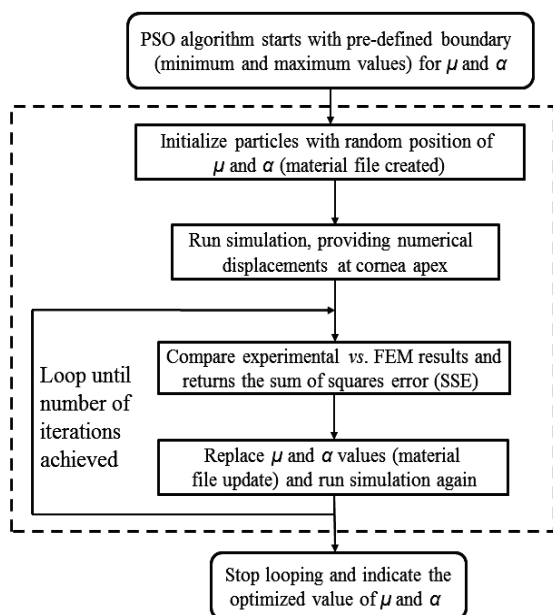 PSO algorithm starts with pre-defined boundary
(minimum and maximum values) for μ and α
Initialize particles with random position of
μ and α (material file created)
Run simulation, providing numerical
displacements at cornea apex
Compare experimental vs. FEM results and
returns the sum of squares error (SSE)
Loop until
number of
iterations
achieved
Replace μ and α values (material
file update) and run simulation again
Stop looping and indicate the
optimized value of μ and α